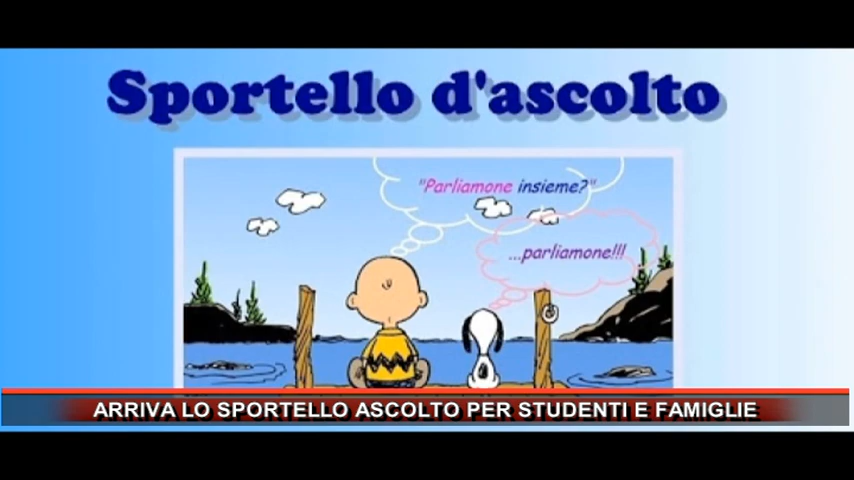 Sportello d'ascolto
"Parliamone insieme?"
...parliamone!!!
ARRIVA LO SPORTELLO ASCOLTO PER STUDENTI E FAMIGLIE